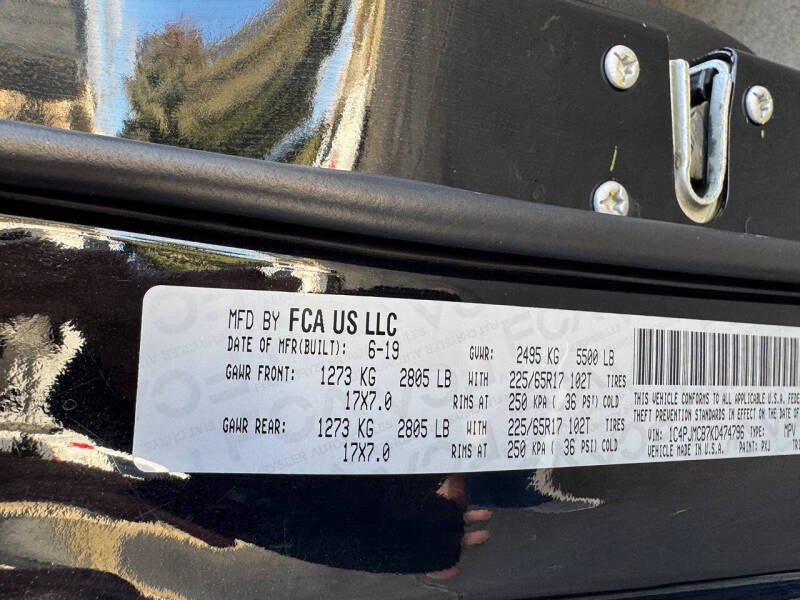 MFD BY FCA US LLC
DATE OF MFR(BUILT): 6-19 GVWR: 2495 KG 5500 LB
GAWR FRONT: 1273 KG 2805 LB WITH 225/65R17 102T TIRES
17X7.0 RIMS AT 250 KPA ( 36 PSI) COLD
GAWR REAR: 1273 KG 2805 LB WITH 225/65R17 102T TIRES
17X7.0 RIMS AT 250 KPA ( 36 PSI) COLD
THIS VEHICLE CONFORMS TO ALL APPLICABLE U.S.A. FEDE
THEFT PREVENTION STANDARDS IN EFFECT ON THE DATE OF
VIN: 1C4PJMCB7KD474796 TYPE: MPV
VEHICLE MADE IN U.S.A. PAINT: PXJ